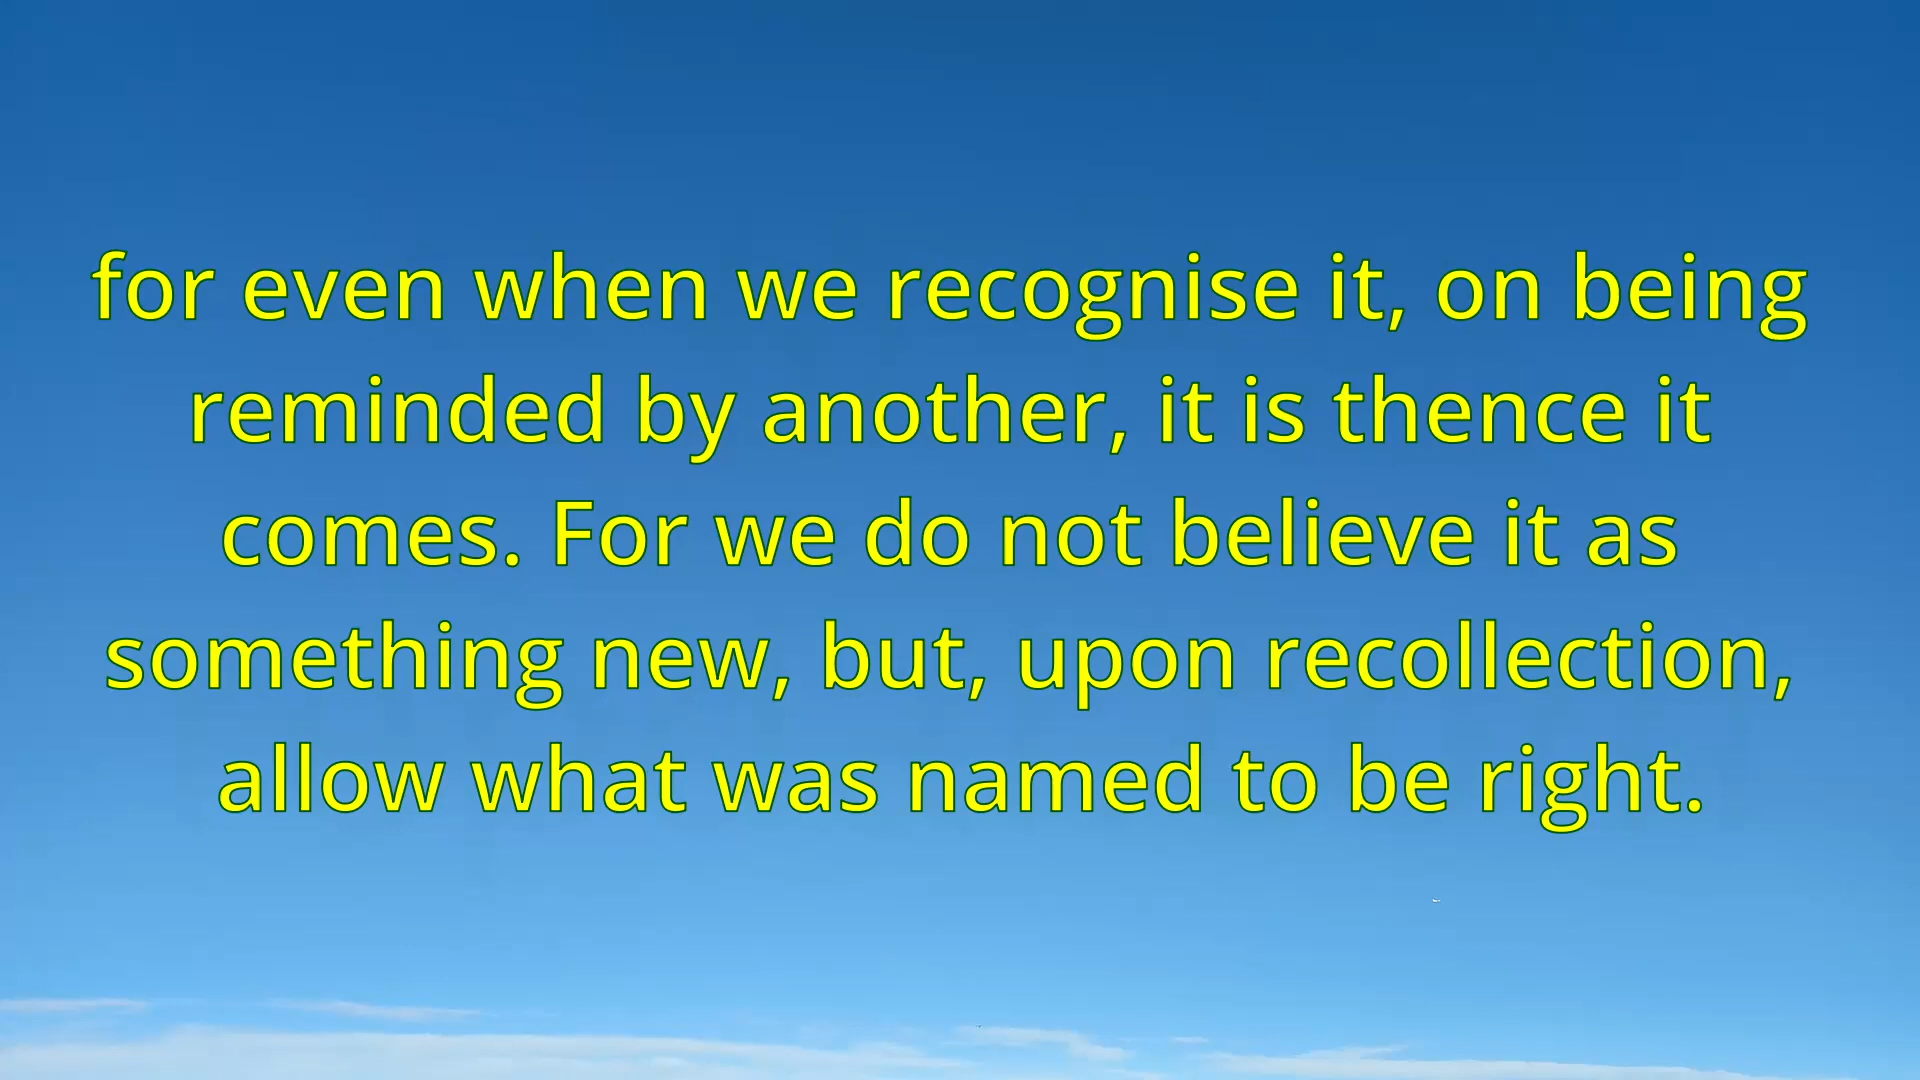 for even when we recognise it, on being
reminded by another, it is thence it
comes. For we do not believe it as
something new, but, upon recollection,
allow what was named to be right.